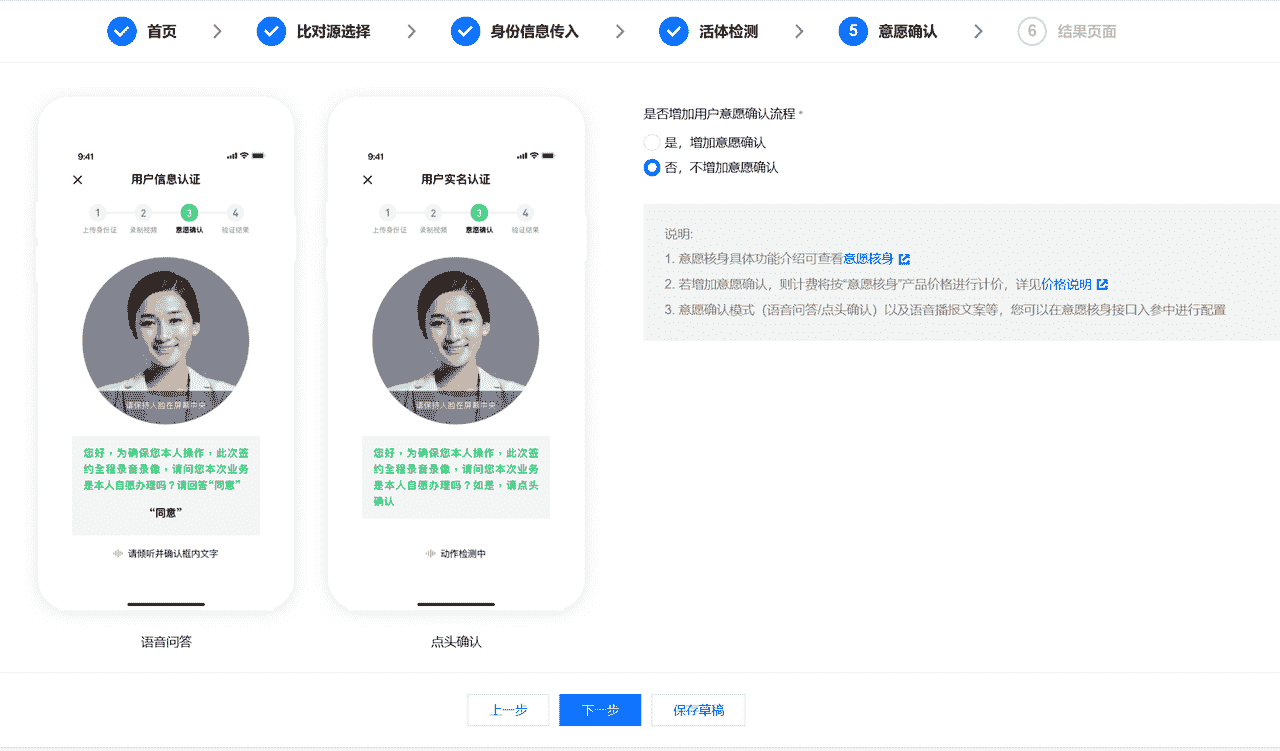 首页
比对源选择
身份信息传入
活体检测
5 意愿确认
6 结果页面
9:41
用户信息认证
1 2 3 4
上传身份证 录制视频 意愿确认 验证结果
请保持人脸在屏幕中央
您好，为确保您本人操作，此次签
约全程录音录像，请问您本次业务
是本人自愿办理吗？请回答“同意”
“同意”
请倾听并确认框内文字
语音问答
9:41
用户实名认证
1 2 3 4
上传身份证 录制视频 意愿确认 验证结果
请保持人脸在屏幕中央
您好，为确保您本人操作，此次签
约全程录音录像，请问您本次业务
是本人自愿办理吗？如是，请点头
确认
动作检测中
点头确认
是否增加用户意愿确认流程 *
是，增加意愿确认
否，不增加意愿确认
说明:
1. 意愿核身具体功能介绍可查看意愿核身
2. 若增加意愿确认，则计费将按“意愿核身”产品价格进行计价，详见价格说明
3. 意愿确认模式（语音问答/点头确认）以及语音播报文案等，您可以在意愿核身接口入参中进行配置
上一步
下一步
保存草稿